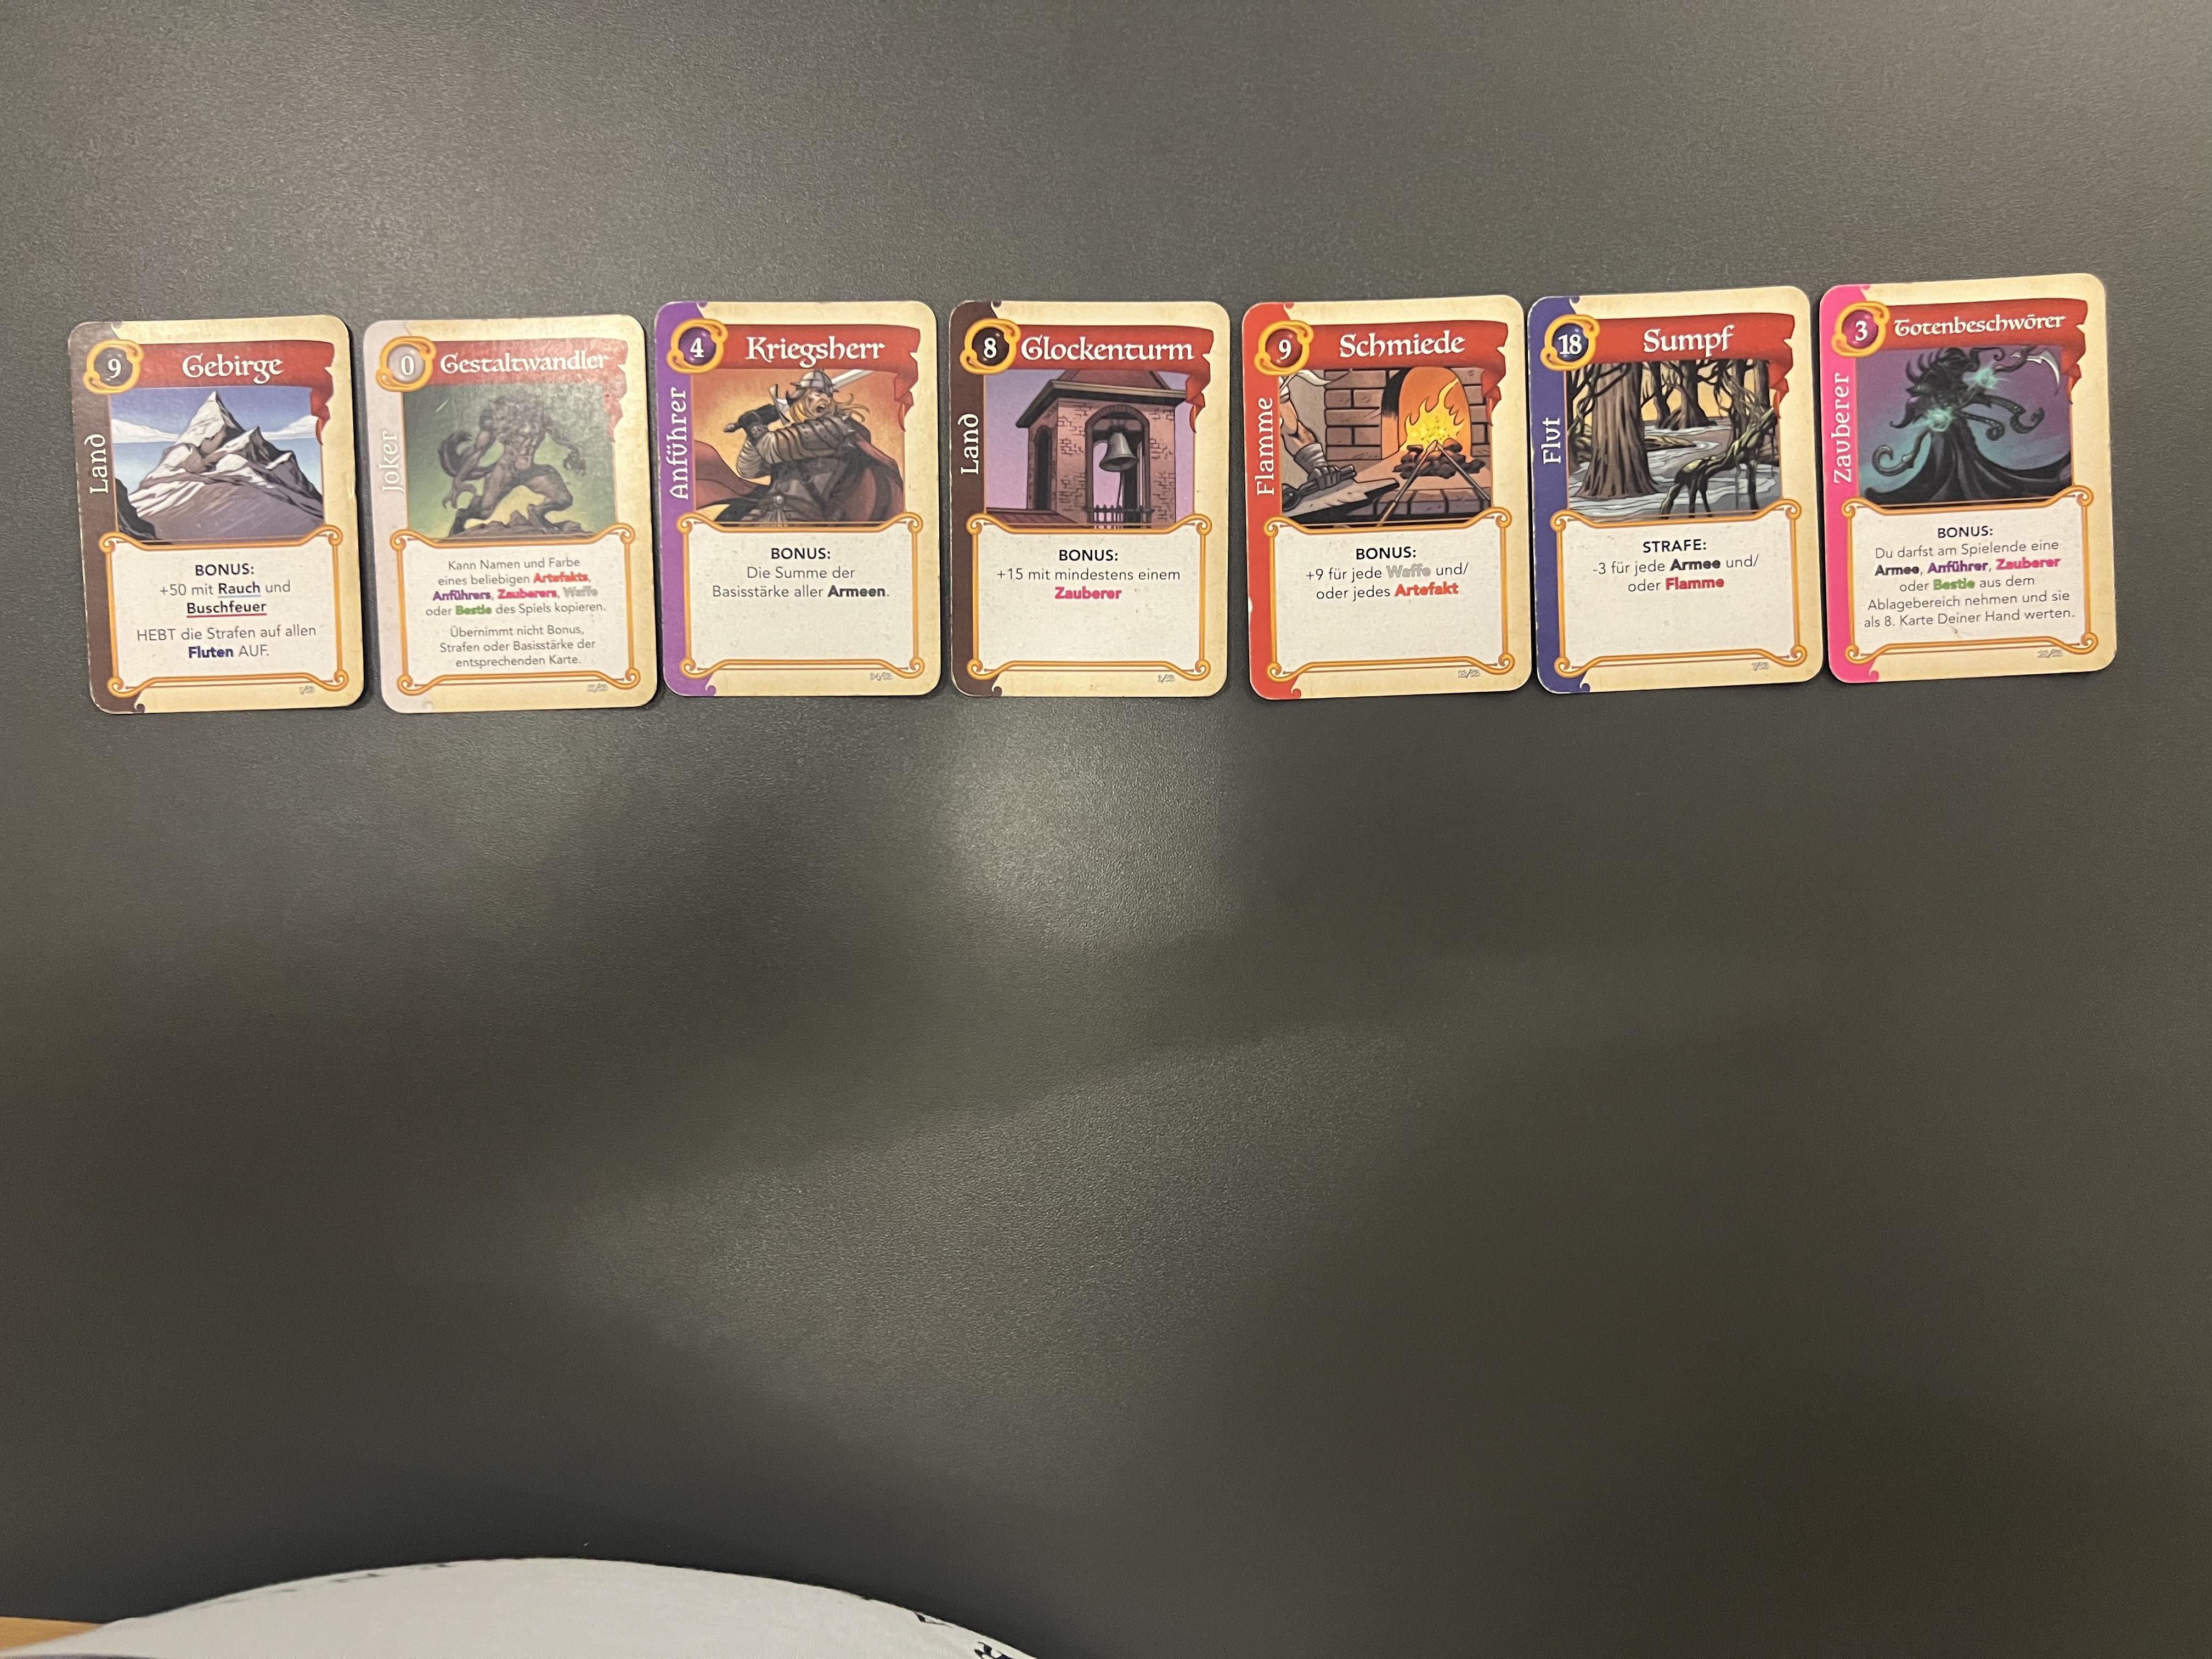 9
Gebirge
Land
BONUS:
+50 mit Rauch und
Buschfeuer
HEBT die Strafen auf allen
Fluten AUF.
0
Gestaltwandler
Joker
Kann Namen und Farbe
eines beliebigen Artefakts,
Anführers, Zauberers, Waffe
oder Bestie des Spiels kopieren.
Übernimmt nicht Bonus,
Strafen oder Basisstärke der
entsprechenden Karte.
4
Kriegsherr
Anführer
BONUS:
Die Summe der
Basisstärke aller Armeen.
8
Glockenturm
Land
BONUS:
+15 mit mindestens einem
Zauberer
9
Schmiede
Flamme
BONUS:
+9 für jede Waffe und/
oder jedes Artefakt
18
Sumpf
Flut
STRAFE:
-3 für jede Armee und/
oder Flamme
3
Totenbeschwörer
Zauberer
BONUS:
Du darfst am Spielende eine
Armee, Anführer, Zauberer
oder Bestie aus dem
Ablagebereich nehmen und sie
als 8. Karte Deiner Hand werten.